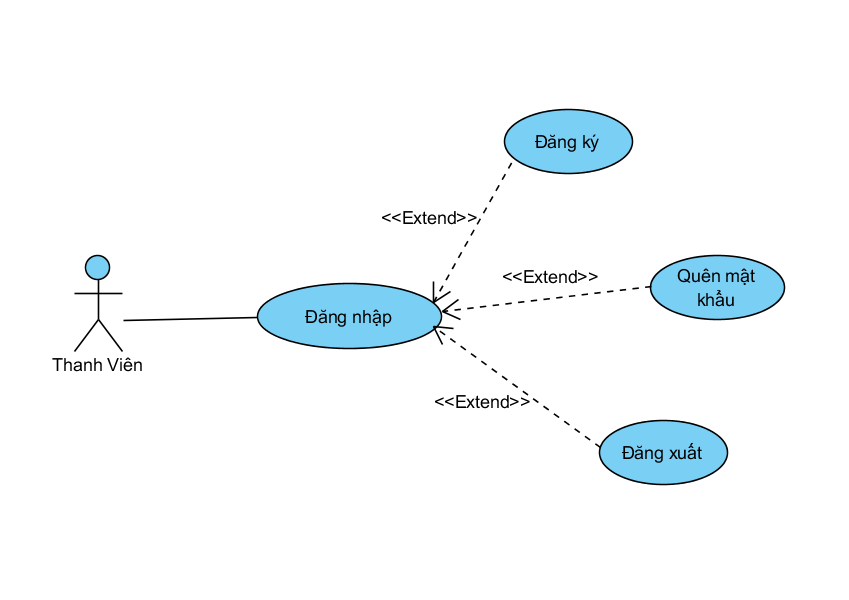 Đăng ký
<<Extend>>
Quên mật
khẩu
<<Extend>>
Đăng nhập
Thanh Viên
<<Extend>>
Đăng xuất